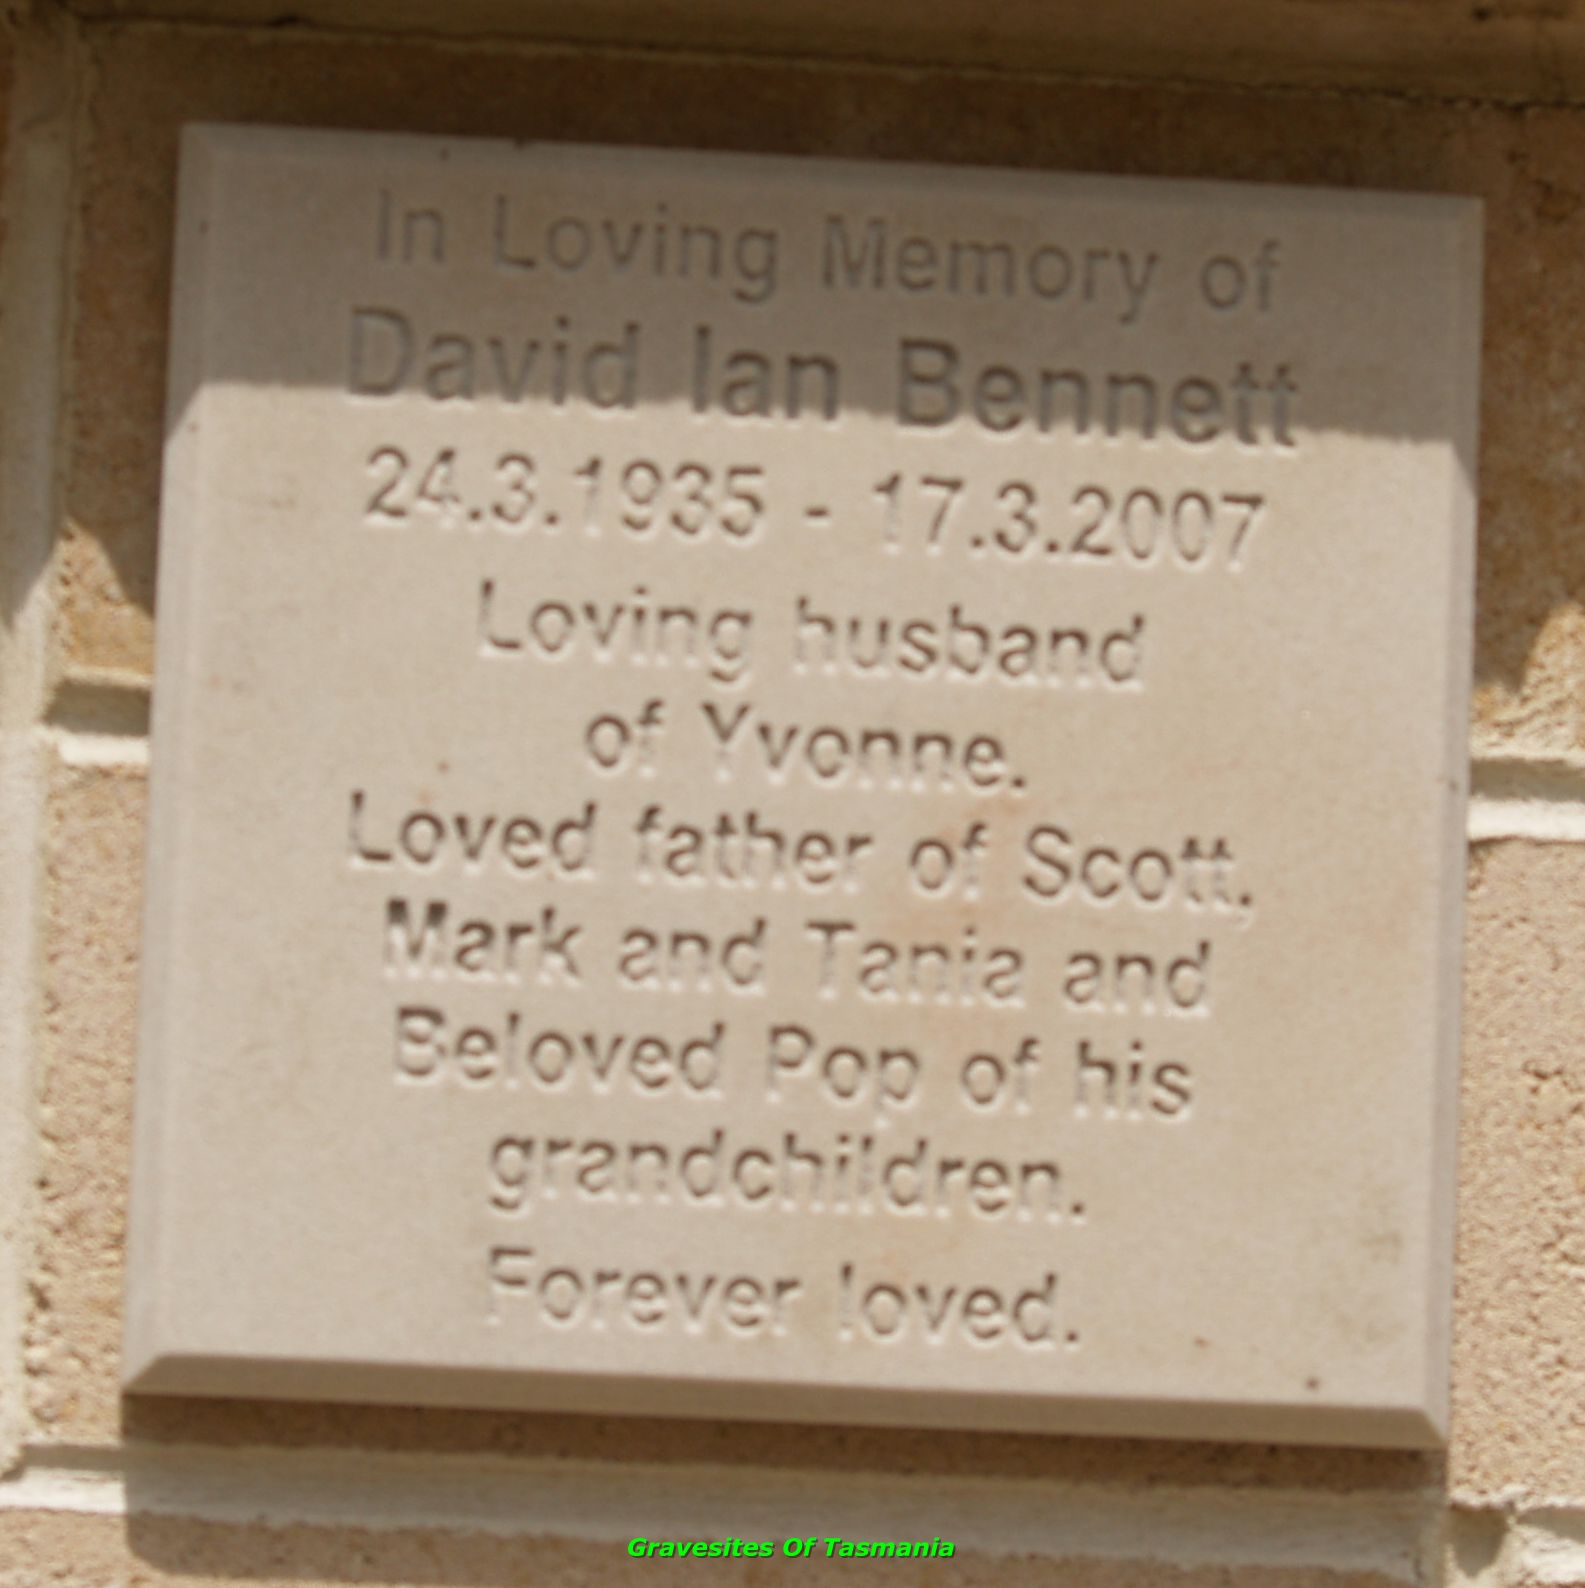 In Loving Memory of
David Ian Bennett
24.3.1935 - 17.3.2007
Loving husband
of Yvonne.
Loved father of Scott,
Mark and Tania and
Beloved Pop of his
grandchildren.
Forever loved.
Gravesites Of Tasmania